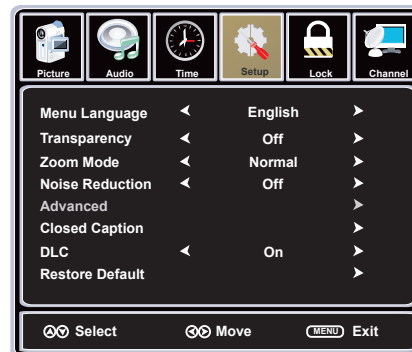 Picture Audio Time Setup Lock Channel
Menu Language English
Transparency Off
Zoom Mode Normal
Noise Reduction Off
Advanced
Closed Caption
DLC On
Restore Default
Select Move MENU Exit